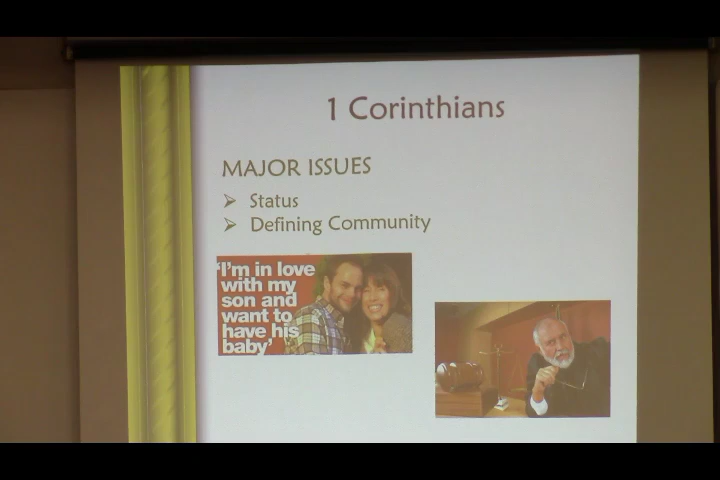 1 Corinthians
MAJOR ISSUES
➢ Status
➢ Defining Community
'I'm in love
with my
son and
want to
have his
baby'